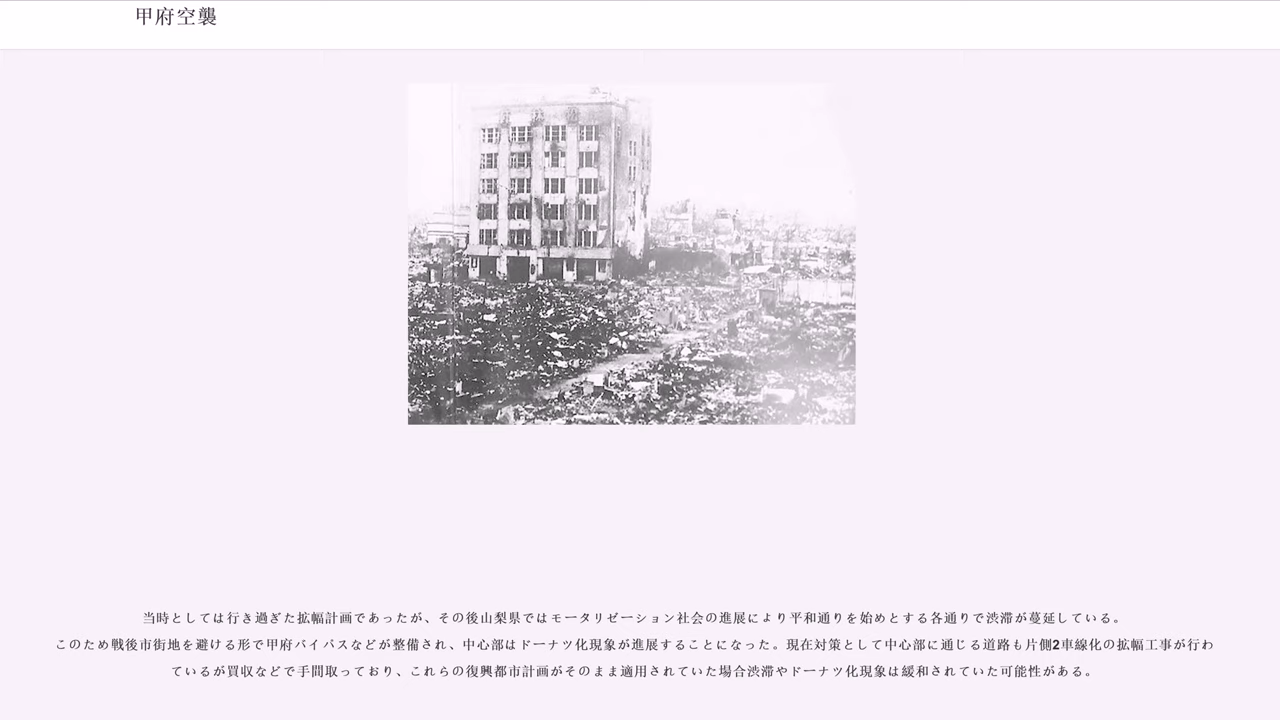 甲府空襲
当時としては行き過ぎた拡幅計画であったが、その後山梨県ではモータリゼーション社会の進展により平和通りを始めとする各通りで渋滞が蔓延している。
このため戦後市街地を避ける形で甲府バイパスなどが整備され、中心部はドーナツ化現象が進展することになった。現在対策として中心部に通じる道路も片側2車線化の拡幅工事が行わ
ているが買収などで手間取っており、これらの復興都市計画がそのまま適用されていた場合渋滞やドーナツ化現象は緩和されていた可能性がある。